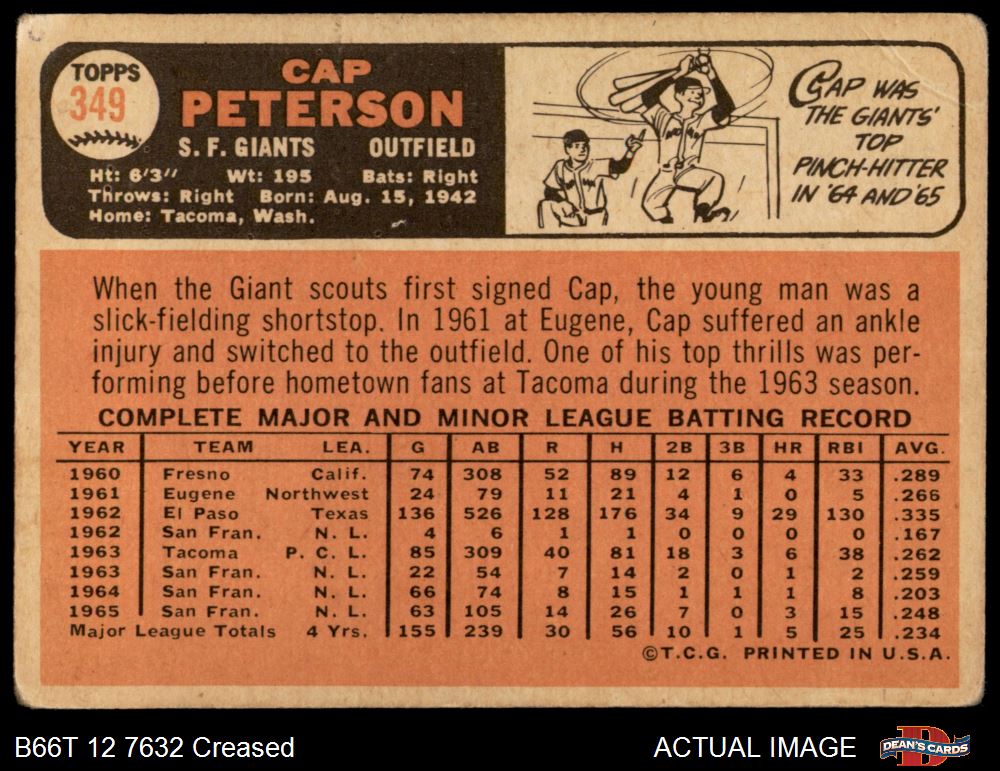 TOPPS
349
CAP
PETERSON
S. F. GIANTS OUTFIELD
Ht: 6'3" Wt: 195 Bats: Right
Throws: Right Born: Aug. 15, 1942
Home: Tacoma, Wash.
CAP WAS
THE GIANTS'
TOP
PINCH-HITTER
IN '64 AND '65
When the Giant scouts first signed Cap, the young man was a
slick-fielding shortstop. In 1961 at Eugene, Cap suffered an ankle
injury and switched to the outfield. One of his top thrills was per-
forming before hometown fans at Tacoma during the 1963 season.
COMPLETE MAJOR AND MINOR LEAGUE BATTING RECORD
YEAR TEAM LEA. G AB R H 2B 3B HR RBI AVG.
1960 Fresno Calif. 74 308 52 89 12 6 4 33 .289
1961 Eugene Northwest 24 79 11 21 4 1 0 5 .266
1962 El Paso Texas 136 526 128 176 34 9 29 130 .335
1962 San Fran. N. L. 4 6 1 1 0 0 0 0 .167
1963 Tacoma P. C. L. 85 309 40 81 18 3 6 38 .262
1963 San Fran. N. L. 22 54 7 14 2 0 1 2 .259
1964 San Fran. N. L. 66 74 8 15 1 1 1 8 .203
1965 San Fran. N. L. 63 105 14 26 7 0 3 15 .248
Major League Totals 4 Yrs. 155 239 30 56 10 1 5 25 .234
©T.C.G. PRINTED IN U.S.A.
B66T 12 7632 Creased
ACTUAL IMAGE
DEAN'S CARDS